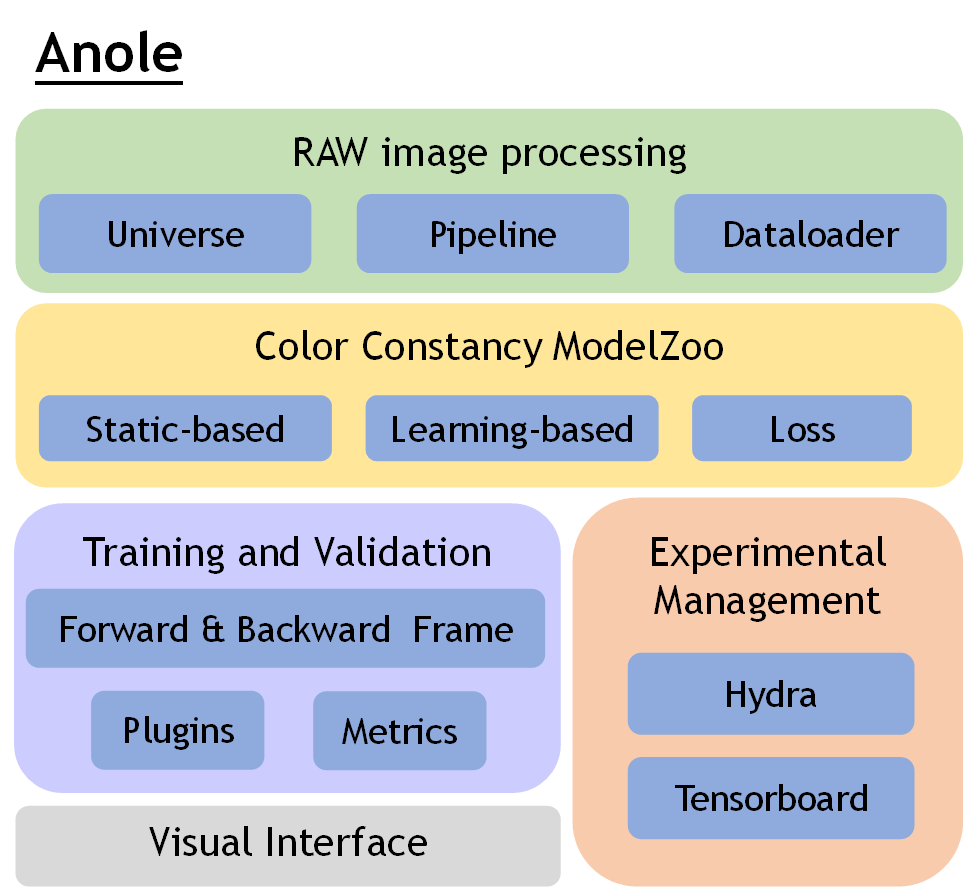 Anole
RAW image processing
Universe
Pipeline
Dataloader
Color Constancy ModelZoo
Static-based
Learning-based
Loss
Training and Validation
Forward & Backward Frame
Plugins
Metrics
Experimental
Management
Hydra
Tensorboard
Visual Interface